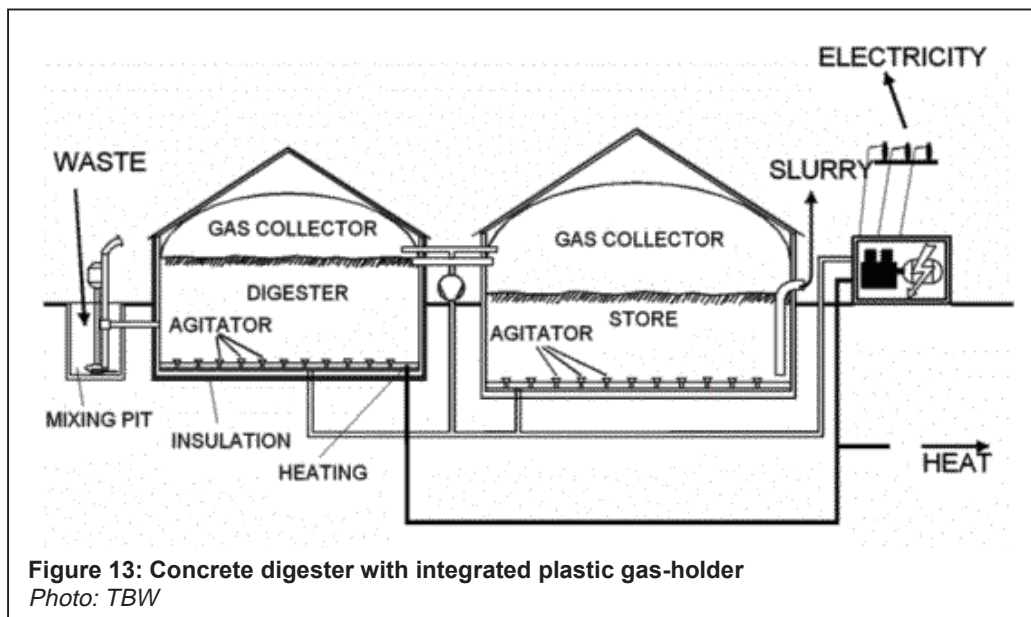 ELECTRICITY
WASTE
SLURRY
GAS COLLECTOR
GAS COLLECTOR
DIGESTER
STORE
AGITATOR
AGITATOR
MIXING PIT
INSULATION
HEATING
HEAT
Figure 13: Concrete digester with integrated plastic gas-holder
Photo: TBW